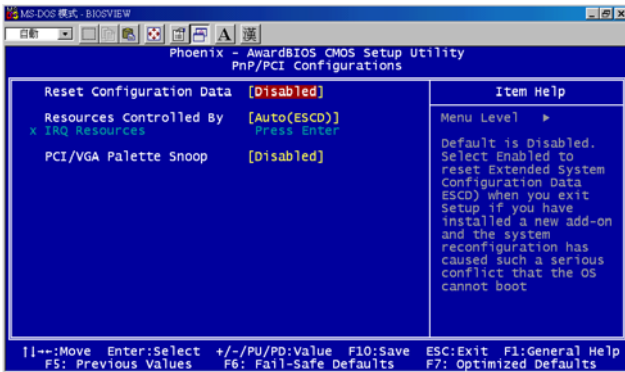 MS-DOS 模式 - BIOSVIEW
自動
A 漢
Phoenix - AwardBIOS CMOS Setup Utility
PnP/PCI Configurations
Reset Configuration Data [Disabled]
Resources Controlled By [Auto(ESCD)]
x IRQ Resources Press Enter
PCI/VGA Palette Snoop [Disabled]
Item Help
Menu Level ►
Default is Disabled.
Select Enabled to
reset Extended System
Configuration Data
ESCD) when you exit
Setup if you have
installed a new add-on
and the system
reconfiguration has
caused such a serious
conflict that the OS
cannot boot
↑↓→←:Move Enter:Select +/-/PU/PD:Value F10:Save ESC:Exit F1:General Help
F5: Previous Values F6: Fail-Safe Defaults F7: Optimized Defaults